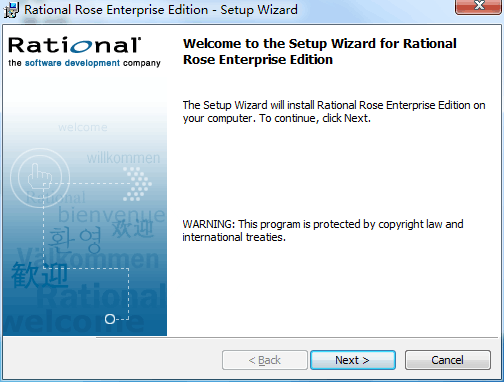 Rational Rose Enterprise Edition - Setup Wizard
Rational
the software development company
Welcome to the Setup Wizard for Rational
Rose Enterprise Edition
The Setup Wizard will install Rational Rose Enterprise Edition on
your computer. To continue, click Next.
welcome
willkommen
Rational
bienvenue
환영 欢迎
Välkommen
歡迎
Rational
welcome
WARNING: This program is protected by copyright law and
international treaties.
< Back
Next >
Cancel